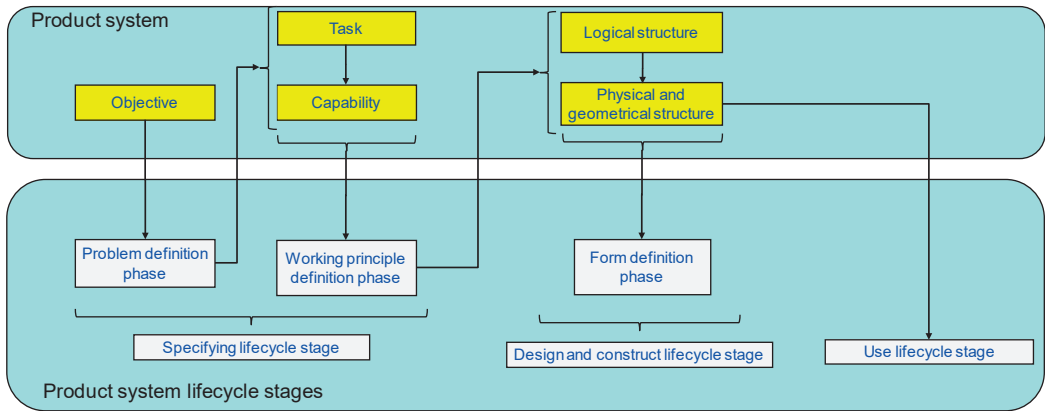 Product system
Task
Logical structure
Objective
Capability
Physical and
geometrical structure
Problem definition
phase
Working principle
definition phase
Form definition
phase
Specifying lifecycle stage
Design and construct lifecycle stage
Use lifecycle stage
Product system lifecycle stages